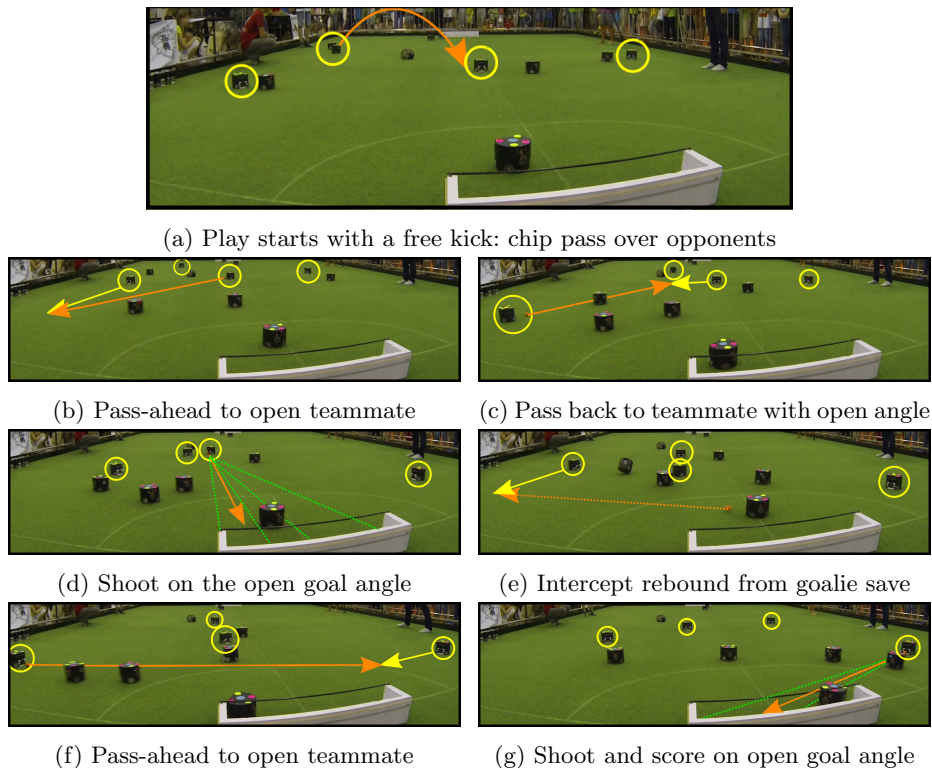 (a) Play starts with a free kick: chip pass over opponents
(b) Pass-ahead to open teammate
(c) Pass back to teammate with open angle
(d) Shoot on the open goal angle
(e) Intercept rebound from goalie save
(f) Pass-ahead to open teammate
(g) Shoot and score on open goal angle